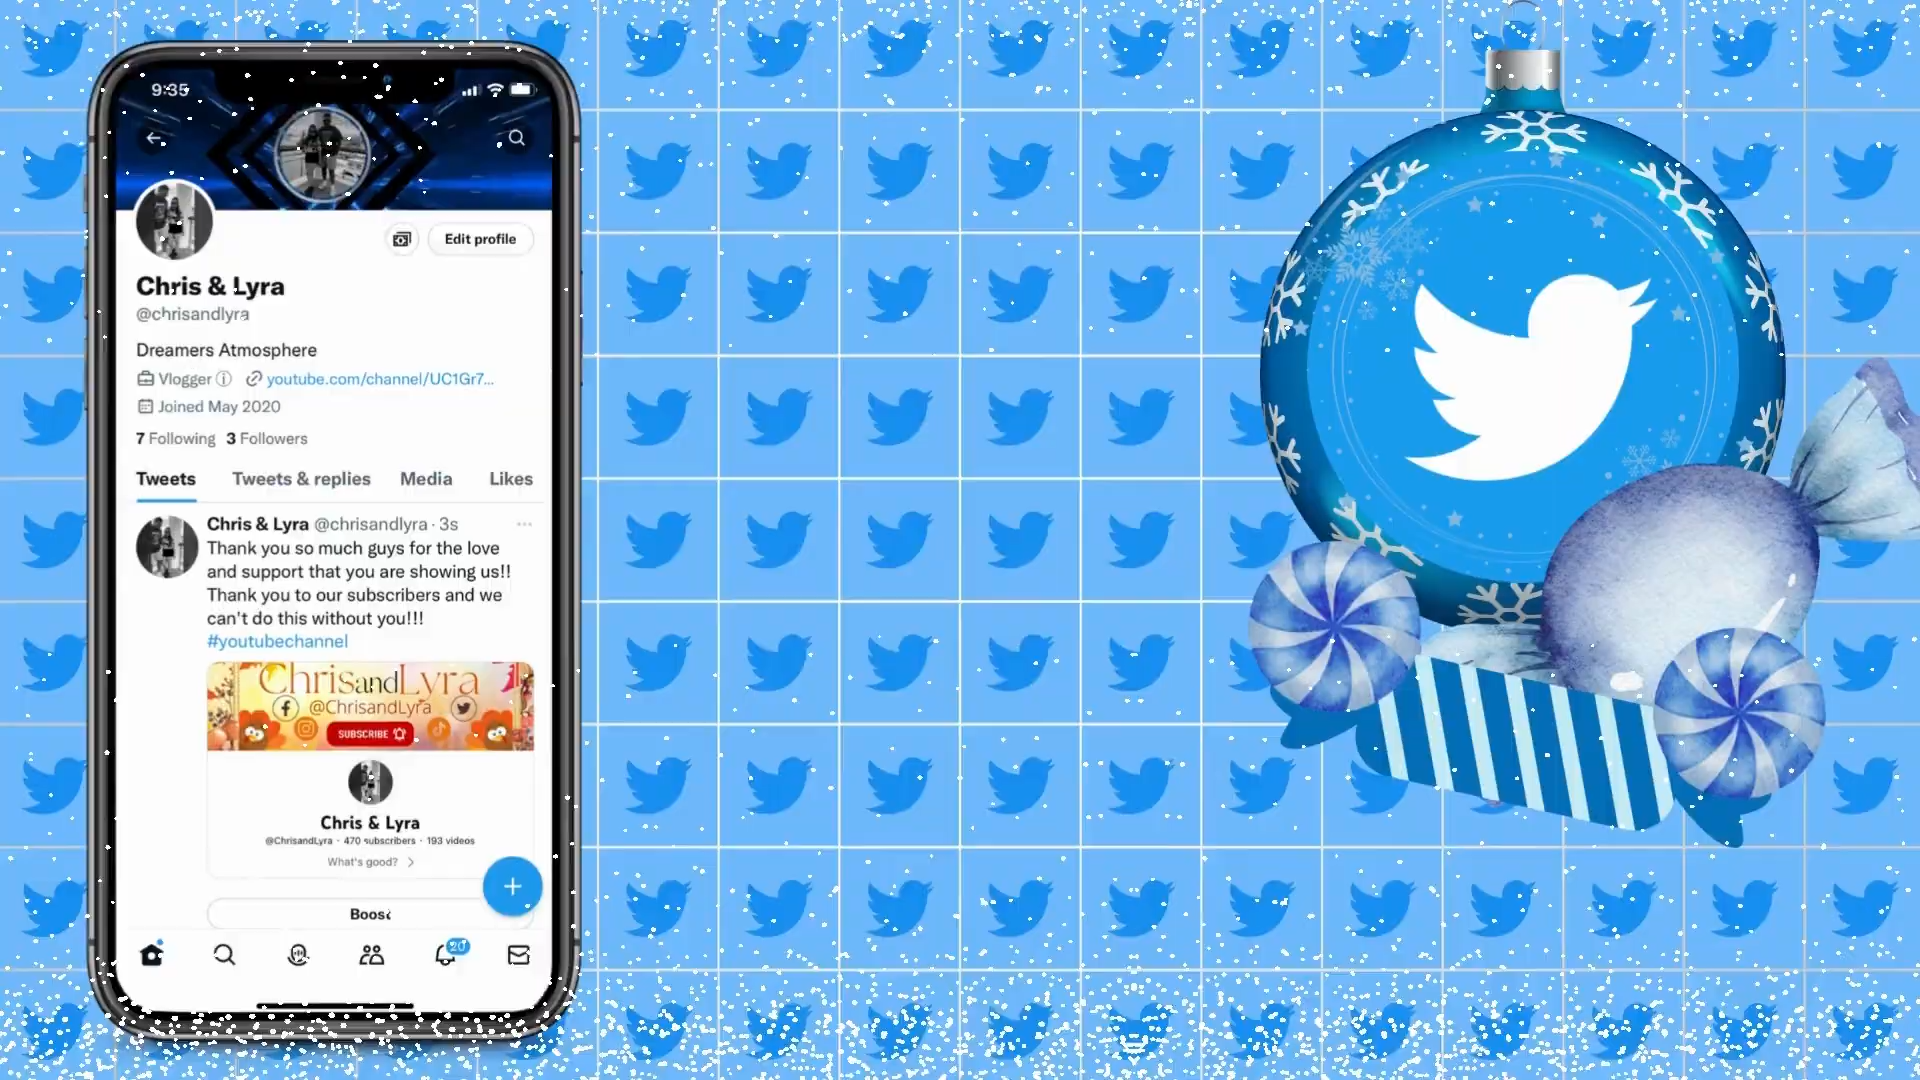 9:35
Edit profile
Chris & Lyra
@chrisandlyra
Dreamers Atmosphere
Vlogger youtube.com/channel/UC1Gr7...
Joined May 2020
7 Following 3 Followers
Tweets Tweets & replies Media Likes
Chris & Lyra @chrisandlyra · 3s
Thank you so much guys for the love
and support that you are showing us!!
Thank you to our subscribers and we
can't do this without you!!!
#youtubechannel
ChrisandLyra
@ChrisandLyra
SUBSCRIBE
Chris & Lyra
@ChrisandLyra · 470 subscribers · 193 videos
What's good?
Boost
20